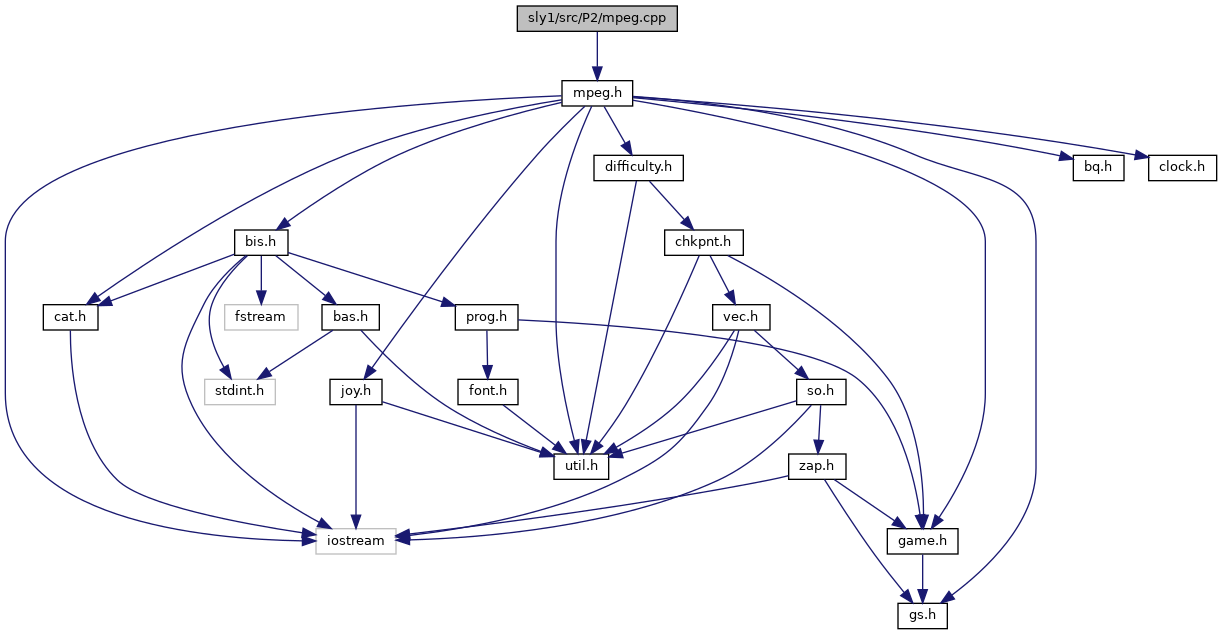 sly1/src/P2/mpeg.cpp
mpeg.h
difficulty.h
bq.h
clock.h
bis.h
chkpnt.h
cat.h
fstream
bas.h
prog.h
vec.h
stdint.h
joy.h
font.h
so.h
util.h
zap.h
iostream
game.h
gs.h